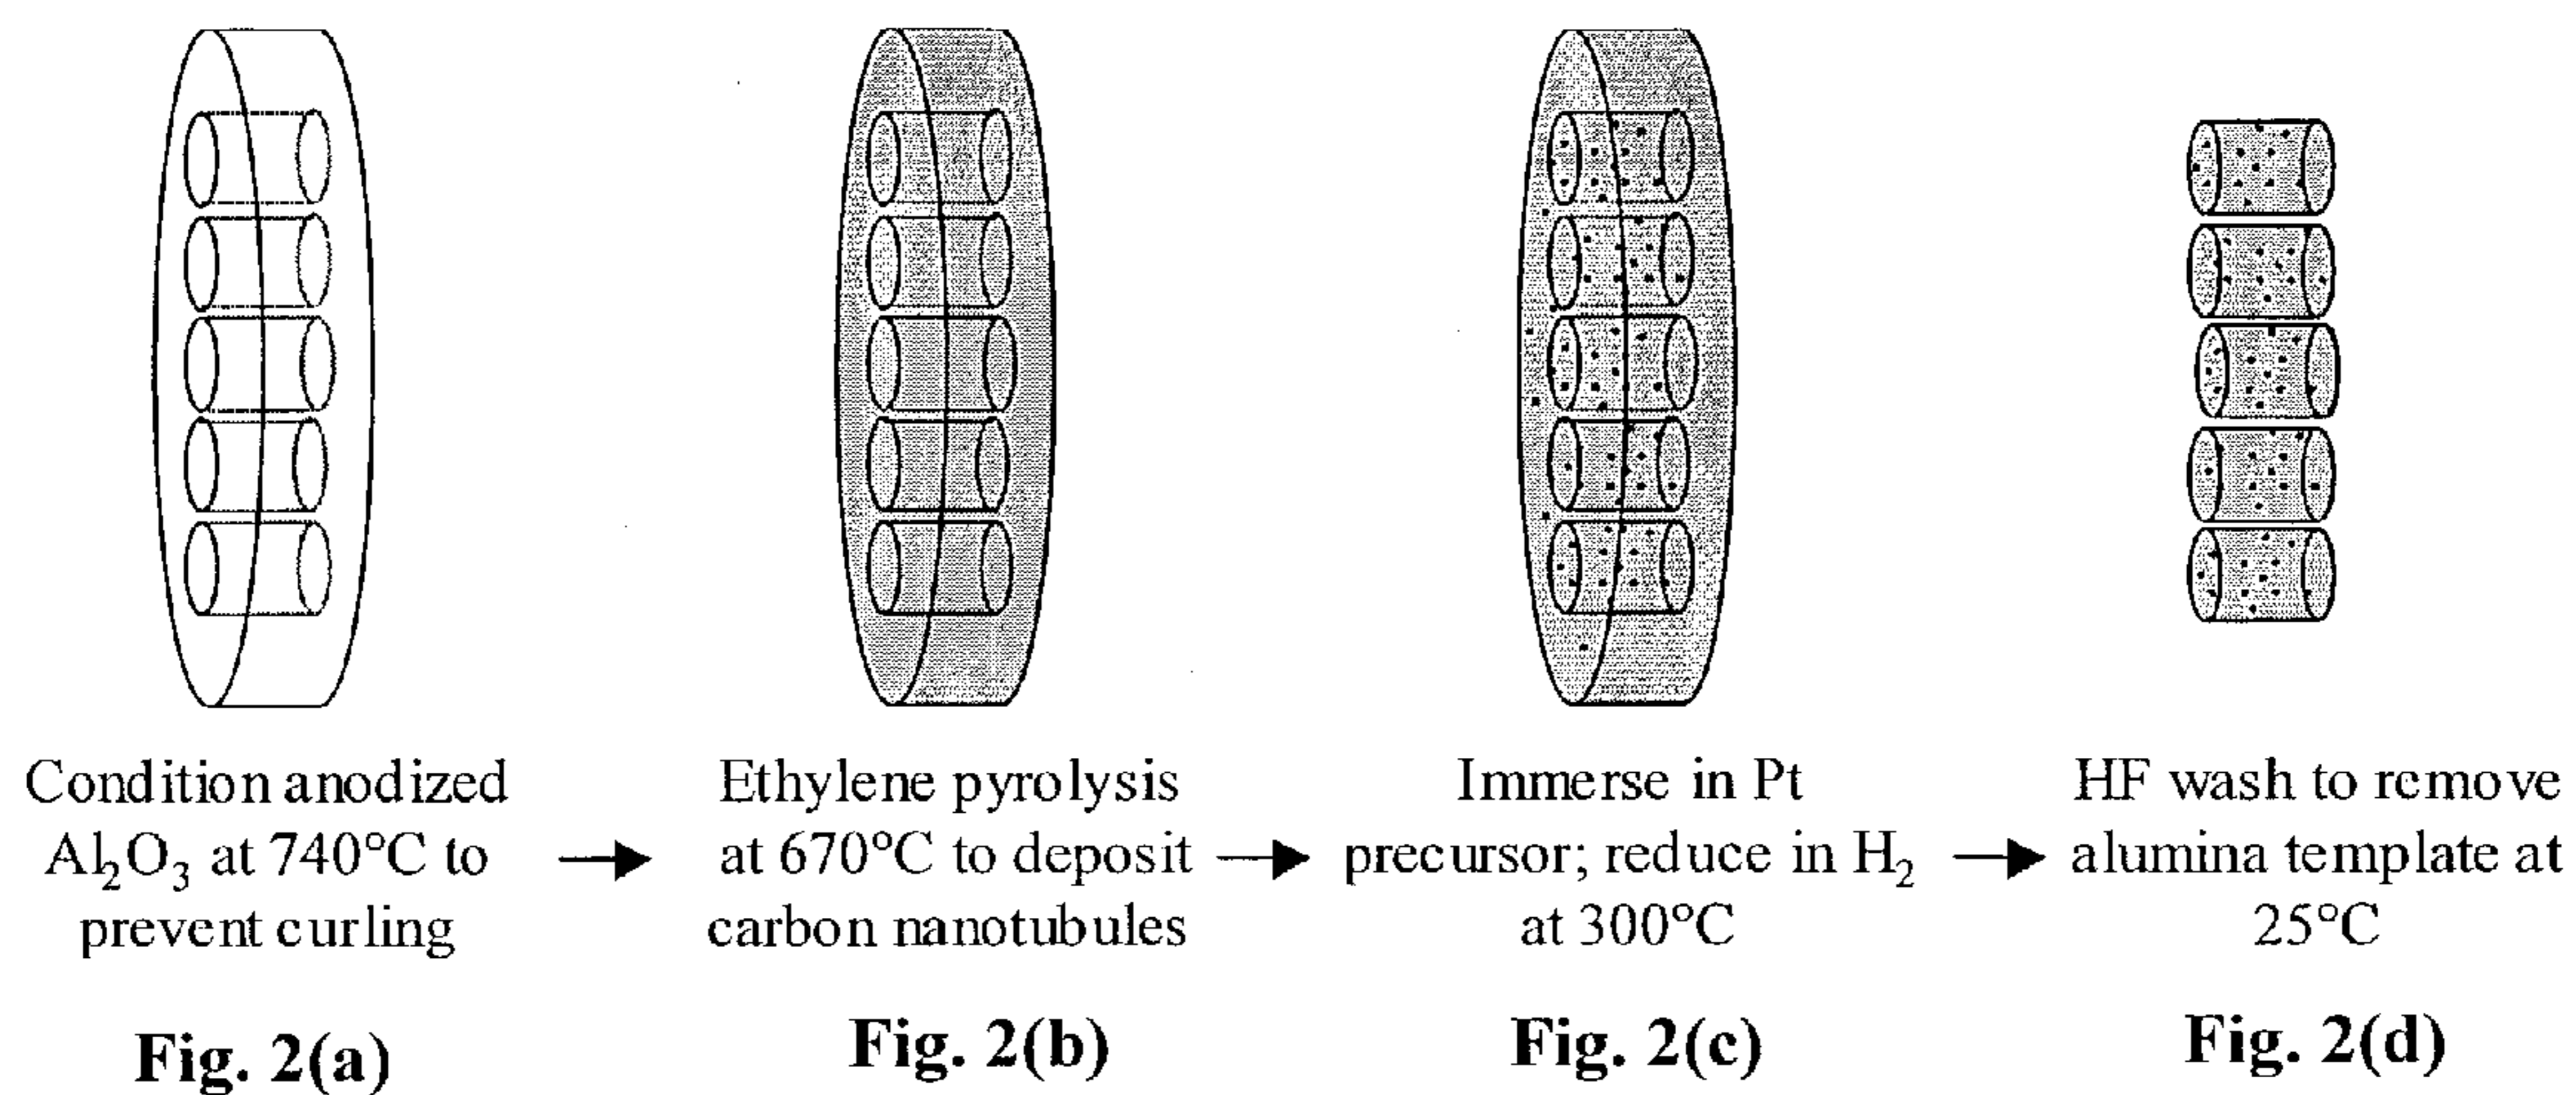 Condition anodized
Al₂O₃ at 740°C to
prevent curling
Fig. 2(a)
Ethylene pyrolysis
at 670°C to deposit
carbon nanotubules
Fig. 2(b)
Immerse in Pt
precursor; reduce in H₂
at 300°C
Fig. 2(c)
HF wash to remove
alumina template at
25°C
Fig. 2(d)